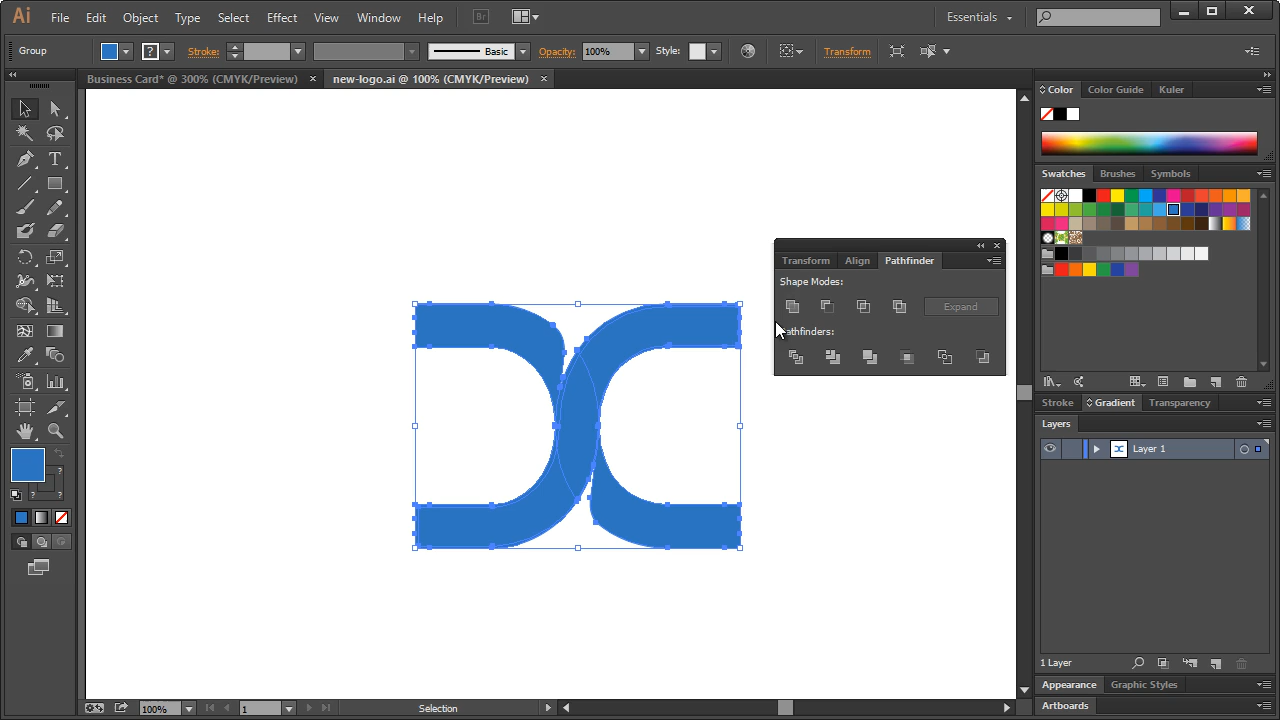 Ai File Edit Object Type Select Effect View Window Help Br Essentials
Group ? Stroke: Basic Opacity: 100% Style: Transform
Business Card* @ 300% (CMYK/Preview) × new-logo.ai @ 100% (CMYK/Preview) ×
Color Color Guide Kuler
Swatches Brushes Symbols
Transform Align Pathfinder
Shape Modes:
Expand
athfinders:
Stroke Gradient Transparency
Layers
Layer 1
1 Layer
Appearance Graphic Styles
Artboards
100% 1 Selection